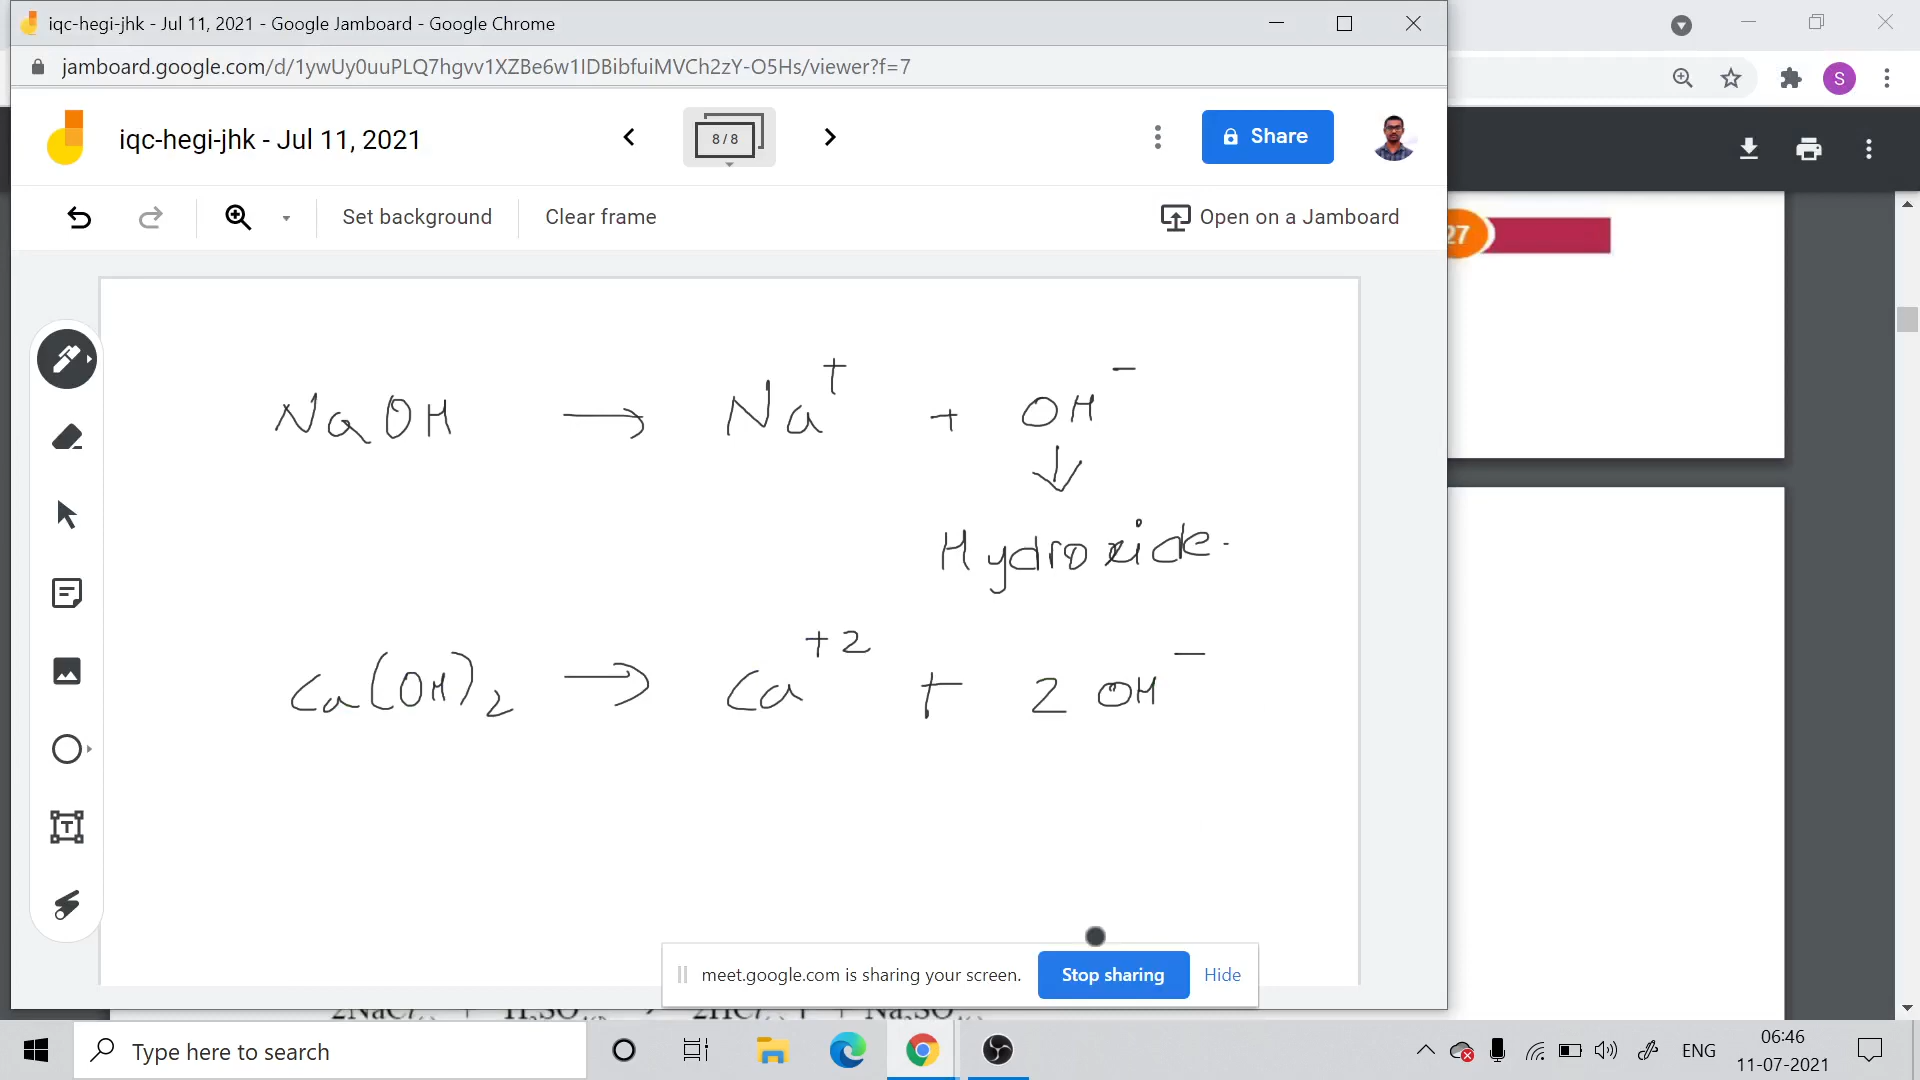 iqc-hegi-jhk - Jul 11, 2021 - Google Jamboard - Google Chrome
jamboard.google.com/d/1ywUy0uuPLQ7hgvv1XZBe6w1IDBibfuiMVCh2zY-O5Hs/viewer?f=7
S
iqc-hegi-jhk - Jul 11, 2021
8 / 8
Share
Set background
Clear frame
Open on a Jamboard
27
NaOH → Na⁺ + OH⁻
↓
Hydroxide.
Ca(OH)₂ → Ca⁺² + 2 OH⁻
meet.google.com is sharing your screen.
Stop sharing
Hide
Type here to search
ENG
06:46
11-07-2021